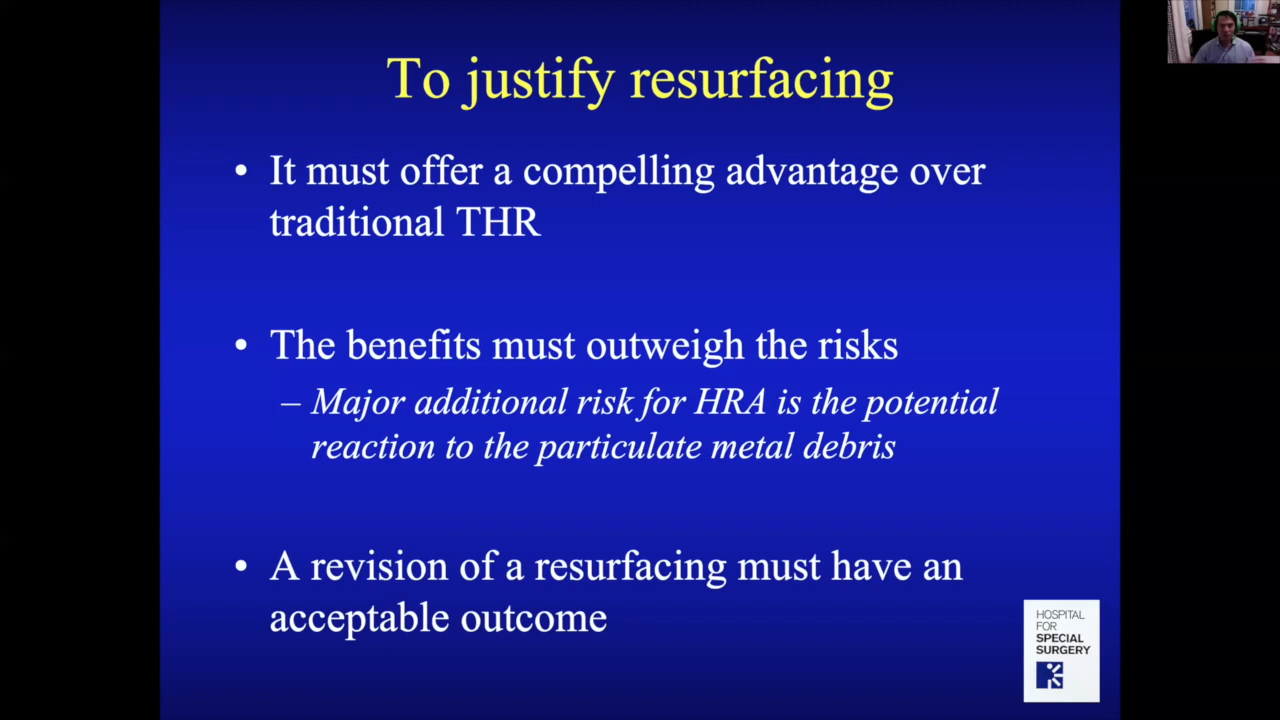 To justify resurfacing
• It must offer a compelling advantage over
traditional THR
• The benefits must outweigh the risks
– Major additional risk for HRA is the potential
reaction to the particulate metal debris
• A revision of a resurfacing must have an
acceptable outcome
HOSPITAL
FOR
SPECIAL
SURGERY